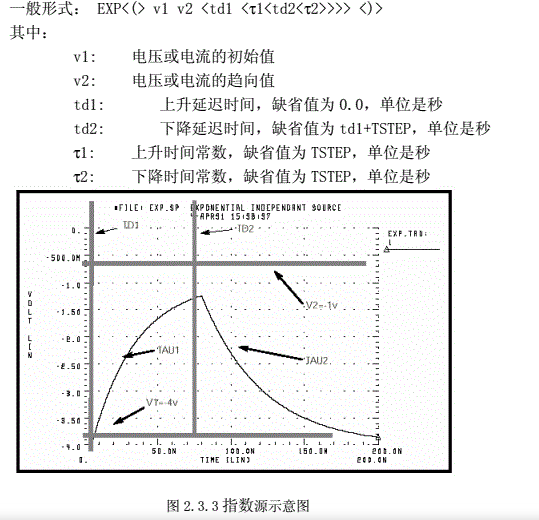 一般形式： EXP<(> v1 v2 <td1 <τ1<td2<τ2>>>> <)>
其中：
v1: 电压或电流的初始值
v2: 电压或电流的趋向值
td1: 上升延迟时间，缺省值为 0.0，单位是秒
td2: 下降延迟时间，缺省值为 td1+TSTEP，单位是秒
τ1: 上升时间常数，缺省值为 TSTEP，单位是秒
τ2: 下降时间常数，缺省值为 TSTEP，单位是秒
*FILE: EXP.SP EXPONENTIAL INDEPENDANT SOURCE
TD1
TD2
0.
EXP.TR0:
-500.0M
-1.0
V2=-1v
-1.50
VOLT LIN
-2.0
TAU1
TAU2
-2.50
-3.0
V1=-4v
-3.50
-4.0
0.
50.0N
100.0N
150.0N
200.0N
TIME (LIN)
200.0N
图 2.3.3 指数源示意图